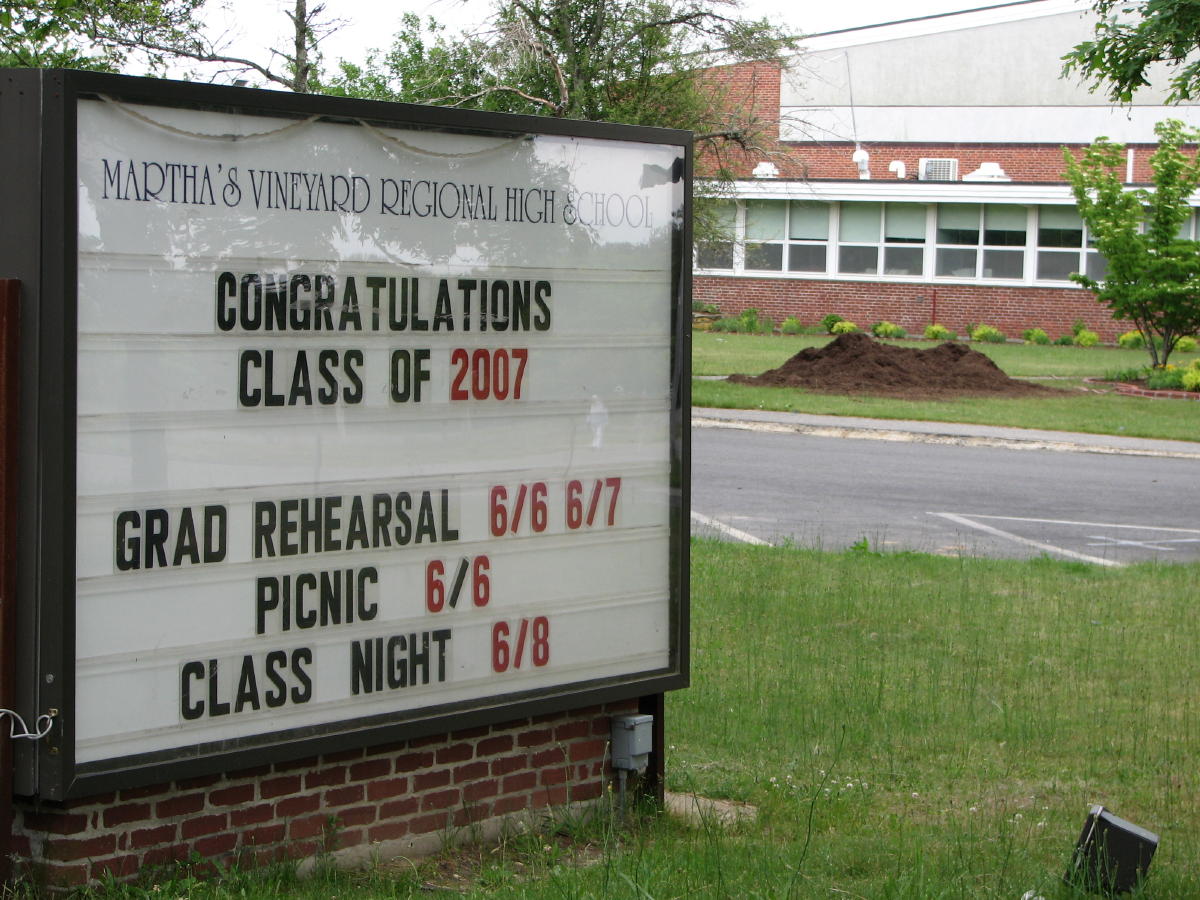 MARTHA'S VINEYARD REGIONAL HIGH SCHOOL
CONGRATULATIONS
CLASS OF 2007
GRAD REHEARSAL 6/6 6/7
PICNIC 6/6
CLASS NIGHT 6/8